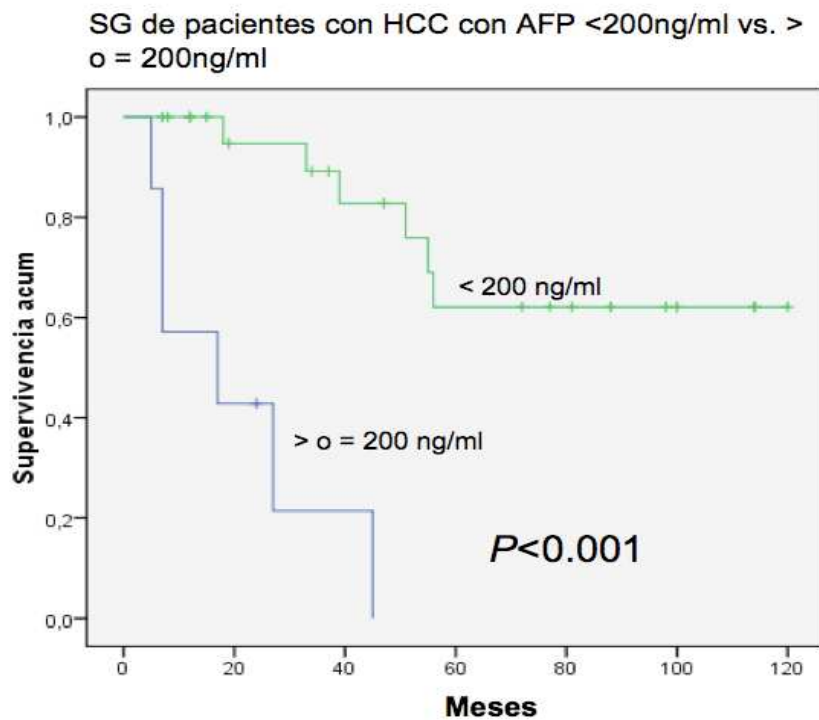 SG de pacientes con HCC con AFP <200ng/ml vs. >
o = 200ng/ml
1,0
0,8
0,6
0,4
0,2
0,0
Supervivencia acum
< 200 ng/ml
> o = 200 ng/ml
P<0.001
0 20 40 60 80 100 120
Meses